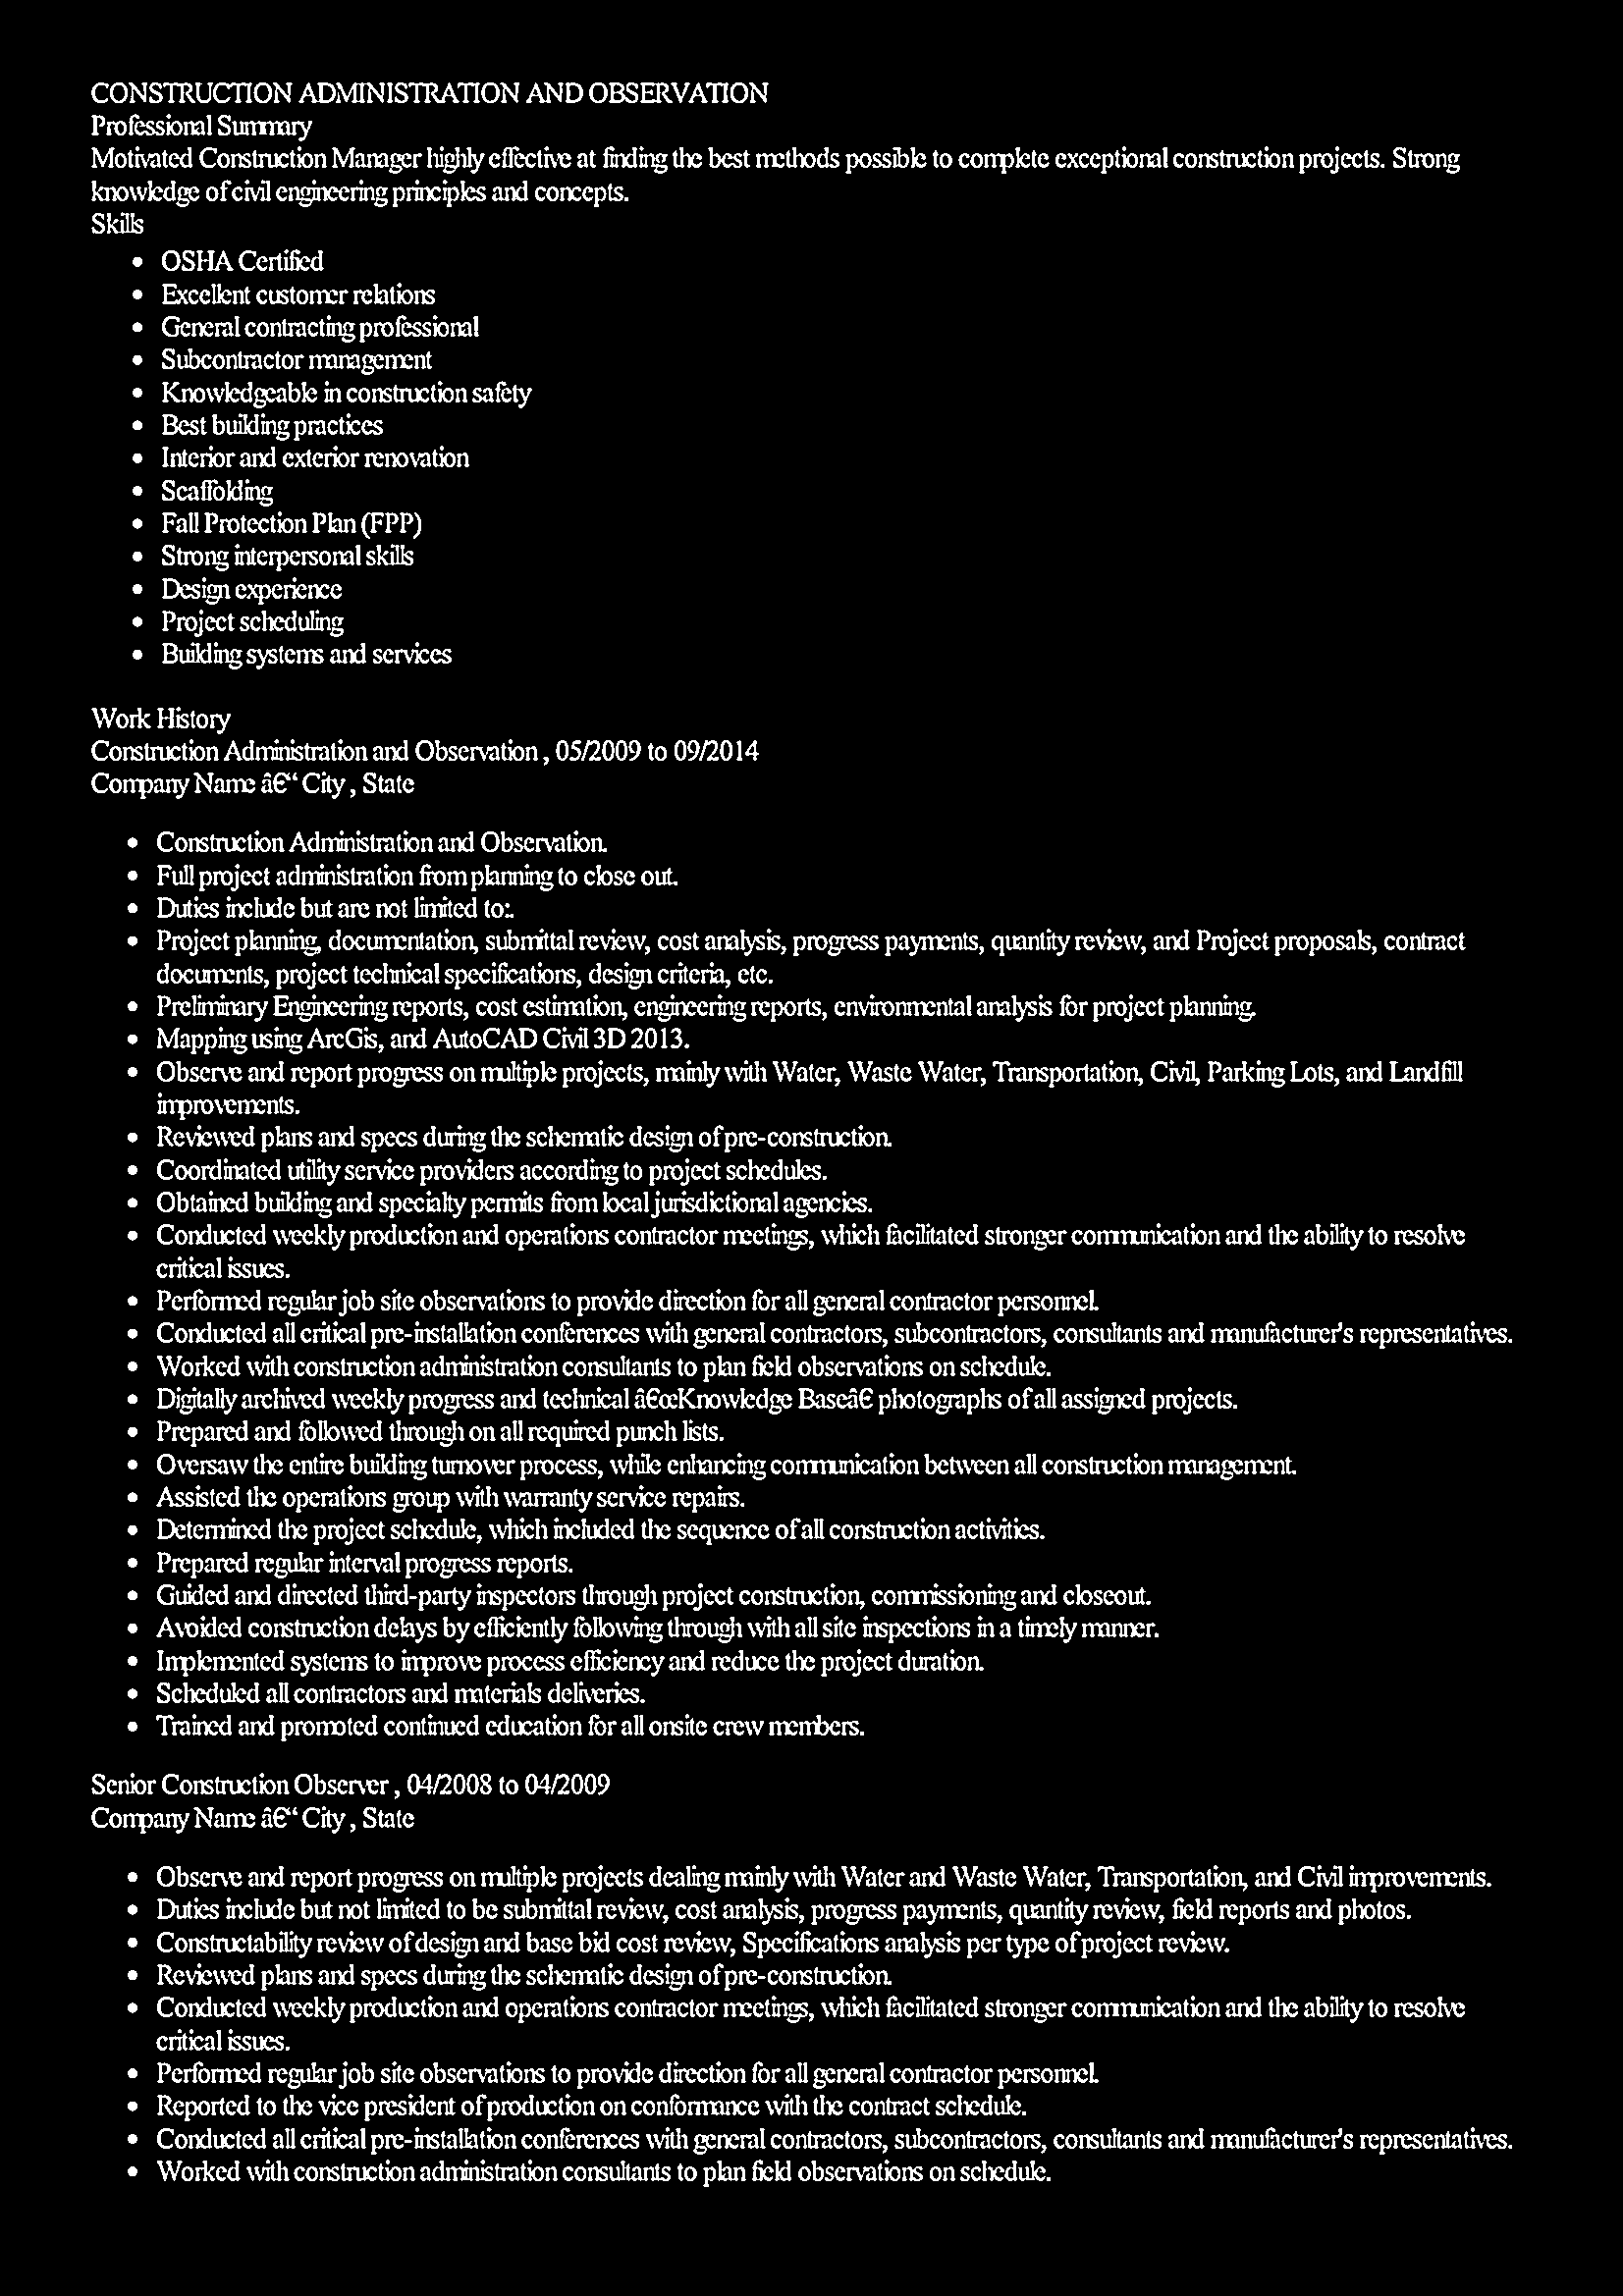 CONSTRUCTION ADMINISTRATION AND OBSERVATION
Professional Summary
Motivated Construction Manager highly effective at finding the best methods possible to complete exceptional construction projects. Strong
knowledge of civil engineering principles and concepts.
Skills
• OSHA Certified
• Excellent customer relations
• General contracting professional
• Subcontractor management
• Knowledgeable in construction safety
• Best building practices
• Interior and exterior renovation
• Scaffolding
• Fall Protection Plan (FPP)
• Strong interpersonal skills
• Design experience
• Project scheduling
• Building systems and services
Work History
Construction Administration and Observation , 05/2009 to 09/2014
Company Name â€“ City , State
• Construction Administration and Observation.
• Full project administration from planning to close out.
• Duties include but are not limited to:.
• Project planning, documentation, submittal review, cost analysis, progress payments, quantity review, and Project proposals, contract
documents, project technical specifications, design criteria, etc.
• Preliminary Engineering reports, cost estimation, engineering reports, environmental analysis for project planning.
• Mapping using ArcGis, and AutoCAD Civil 3D 2013.
• Observe and report progress on multiple projects, mainly with Water, Waste Water, Transportation, Civil, Parking Lots, and Landfill
improvements.
• Reviewed plans and specs during the schematic design of pre-construction.
• Coordinated utility service providers according to project schedules.
• Obtained building and specialty permits from local jurisdictional agencies.
• Conducted weekly production and operations contractor meetings, which facilitated stronger communication and the ability to resolve
critical issues.
• Performed regular job site observations to provide direction for all general contractor personnel.
• Conducted all critical pre-installation conferences with general contractors, subcontractors, consultants and manufacturer's representatives.
• Worked with construction administration consultants to plan field observations on schedule.
• Digitally archived weekly progress and technical â€œKnowledge Baseâ€ photographs of all assigned projects.
• Prepared and followed through on all required punch lists.
• Oversaw the entire building turnover process, while enhancing communication between all construction management.
• Assisted the operations group with warranty service repairs.
• Determined the project schedule, which included the sequence of all construction activities.
• Prepared regular interval progress reports.
• Guided and directed third-party inspectors through project construction, commissioning and closeout.
• Avoided construction delays by efficiently following through with all site inspections in a timely manner.
• Implemented systems to improve process efficiency and reduce the project duration.
• Scheduled all contractors and materials deliveries.
• Trained and promoted continued education for all onsite crew members.
Senior Construction Observer , 04/2008 to 04/2009
Company Name â€“ City , State
• Observe and report progress on multiple projects dealing mainly with Water and Waste Water, Transportation, and Civil improvements.
• Duties include but not limited to be submittal review, cost analysis, progress payments, quantity review, field reports and photos.
• Constructability review of design and base bid cost review, Specifications analysis per type of project review.
• Reviewed plans and specs during the schematic design of pre-construction.
• Conducted weekly production and operations contractor meetings, which facilitated stronger communication and the ability to resolve
critical issues.
• Performed regular job site observations to provide direction for all general contractor personnel.
• Reported to the vice president of production on conformance with the contract schedule.
• Conducted all critical pre-installation conferences with general contractors, subcontractors, consultants and manufacturer's representatives.
• Worked with construction administration consultants to plan field observations on schedule.